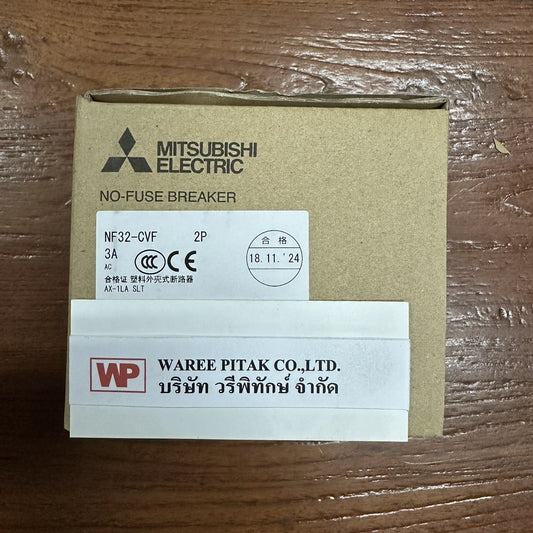 MITSUBISHI
ELECTRIC
NO-FUSE BREAKER
NF32-CVF 2P
3A
AC
CCC CE
合格
18.11.'24
合格证 塑料外壳式断路器
AX-1LA SLT
WP
WAREE PITAK CO.,LTD.
บริษัท วรีพิทักษ์ จำกัด